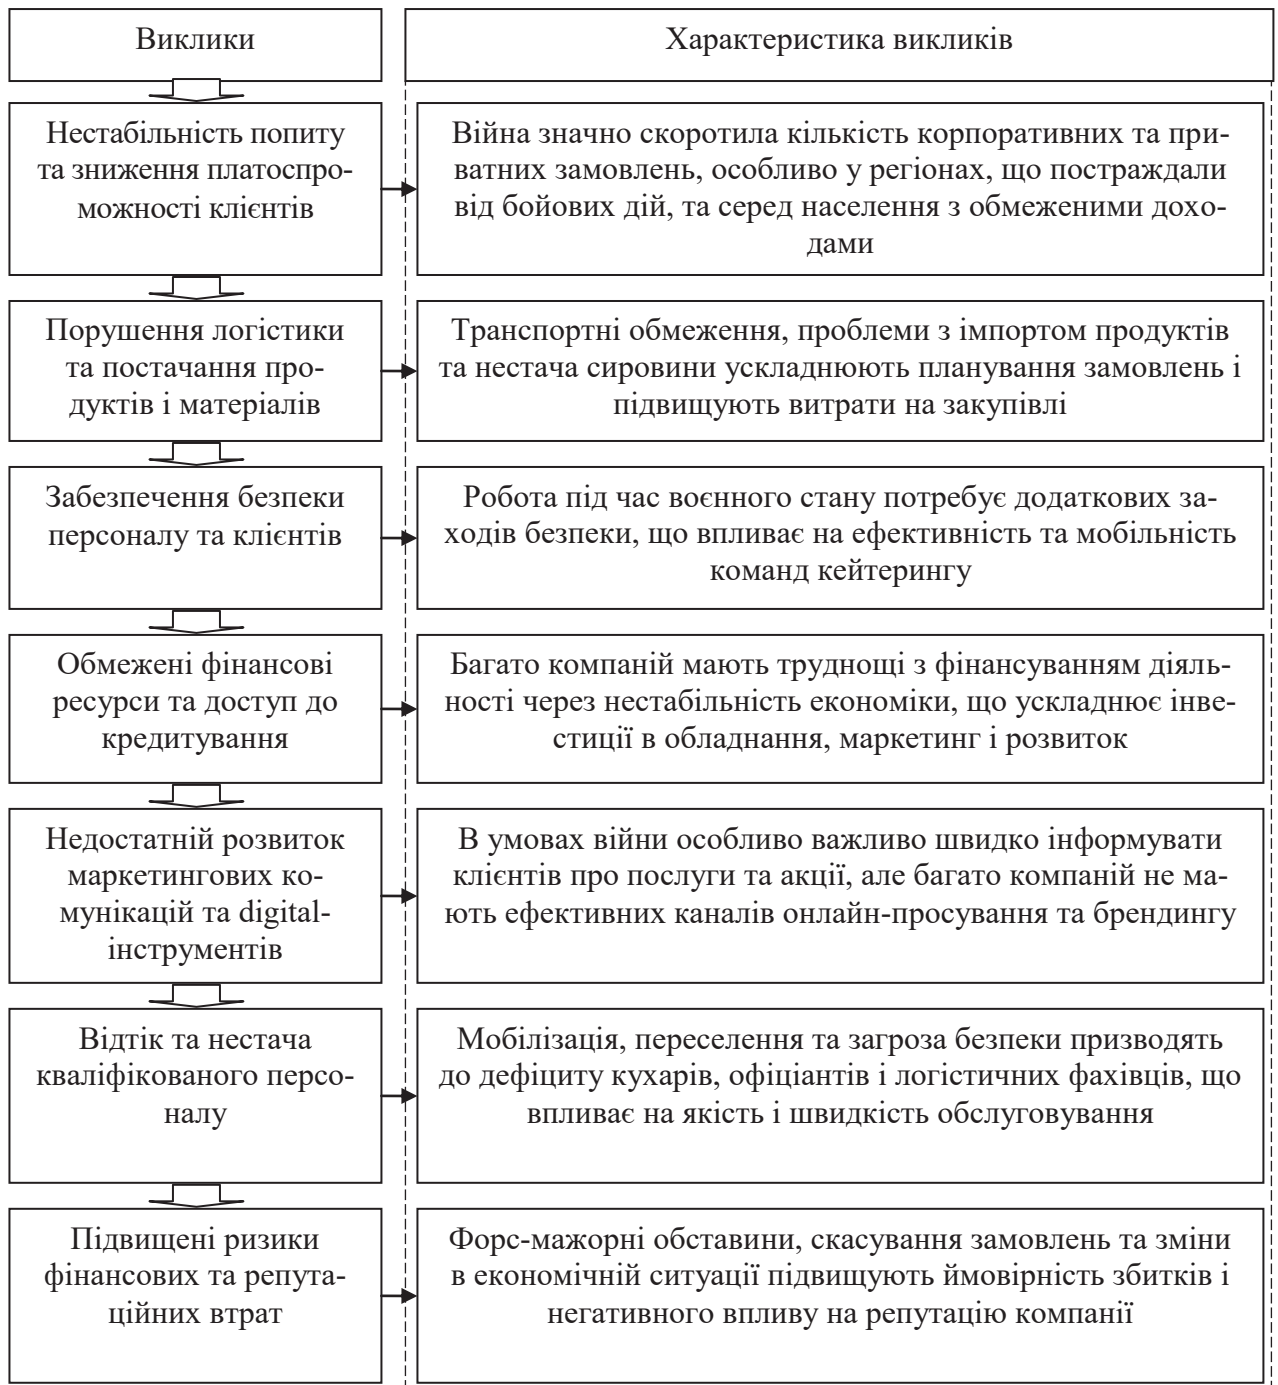 Виклики
Характеристика викликів
Нестабільність попиту
та зниження платоспро-
можності клієнтів
Війна значно скоротила кількість корпоративних та при-
ватних замовлень, особливо у регіонах, що постраждали
від бойових дій, та серед населення з обмеженими дохо-
дами
Порушення логістики
та постачання про-
дуктів і матеріалів
Транспортні обмеження, проблеми з імпортом продуктів
та нестача сировини ускладнюють планування замовлень і
підвищують витрати на закупівлі
Забезпечення безпеки
персоналу та клієнтів
Робота під час воєнного стану потребує додаткових за-
ходів безпеки, що впливає на ефективність та мобільність
команд кейтерингу
Обмежені фінансові
ресурси та доступ до
кредитування
Багато компаній мають труднощі з фінансуванням діяль-
ності через нестабільність економіки, що ускладнює інве-
стиції в обладнання, маркетинг і розвиток
Недостатній розвиток
маркетингових ко-
мунікацій та digital-
інструментів
В умовах війни особливо важливо швидко інформувати
клієнтів про послуги та акції, але багато компаній не ма-
ють ефективних каналів онлайн-просування та брендингу
Відтік та нестача
кваліфікованого персо-
налу
Мобілізація, переселення та загроза безпеки призводять
до дефіциту кухарів, офіціантів і логістичних фахівців, що
впливає на якість і швидкість обслуговування
Підвищені ризики
фінансових та репута-
ційних втрат
Форс-мажорні обставини, скасування замовлень та зміни
в економічній ситуації підвищують ймовірність збитків і
негативного впливу на репутацію компанії